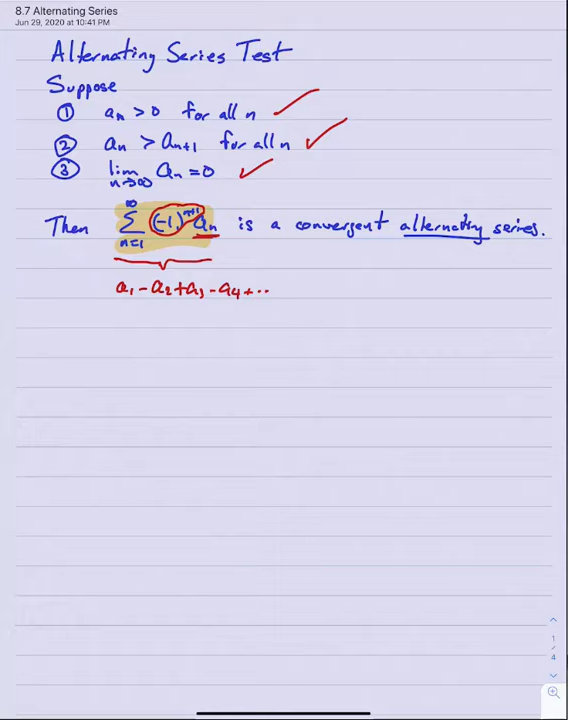 8.7 Alternating Series
Jun 29, 2020 at 10:41 PM
Alternating Series Test
Suppose
① aₙ > 0 for all n
② aₙ > aₙ₊₁ for all n
③ lim n→∞ aₙ = 0
Then ∑ n=1 ∞ (-1)ⁿ⁺¹ aₙ is a convergent alternating series.
a₁ - a₂ + a₃ - a₄ + ...
1
/
4